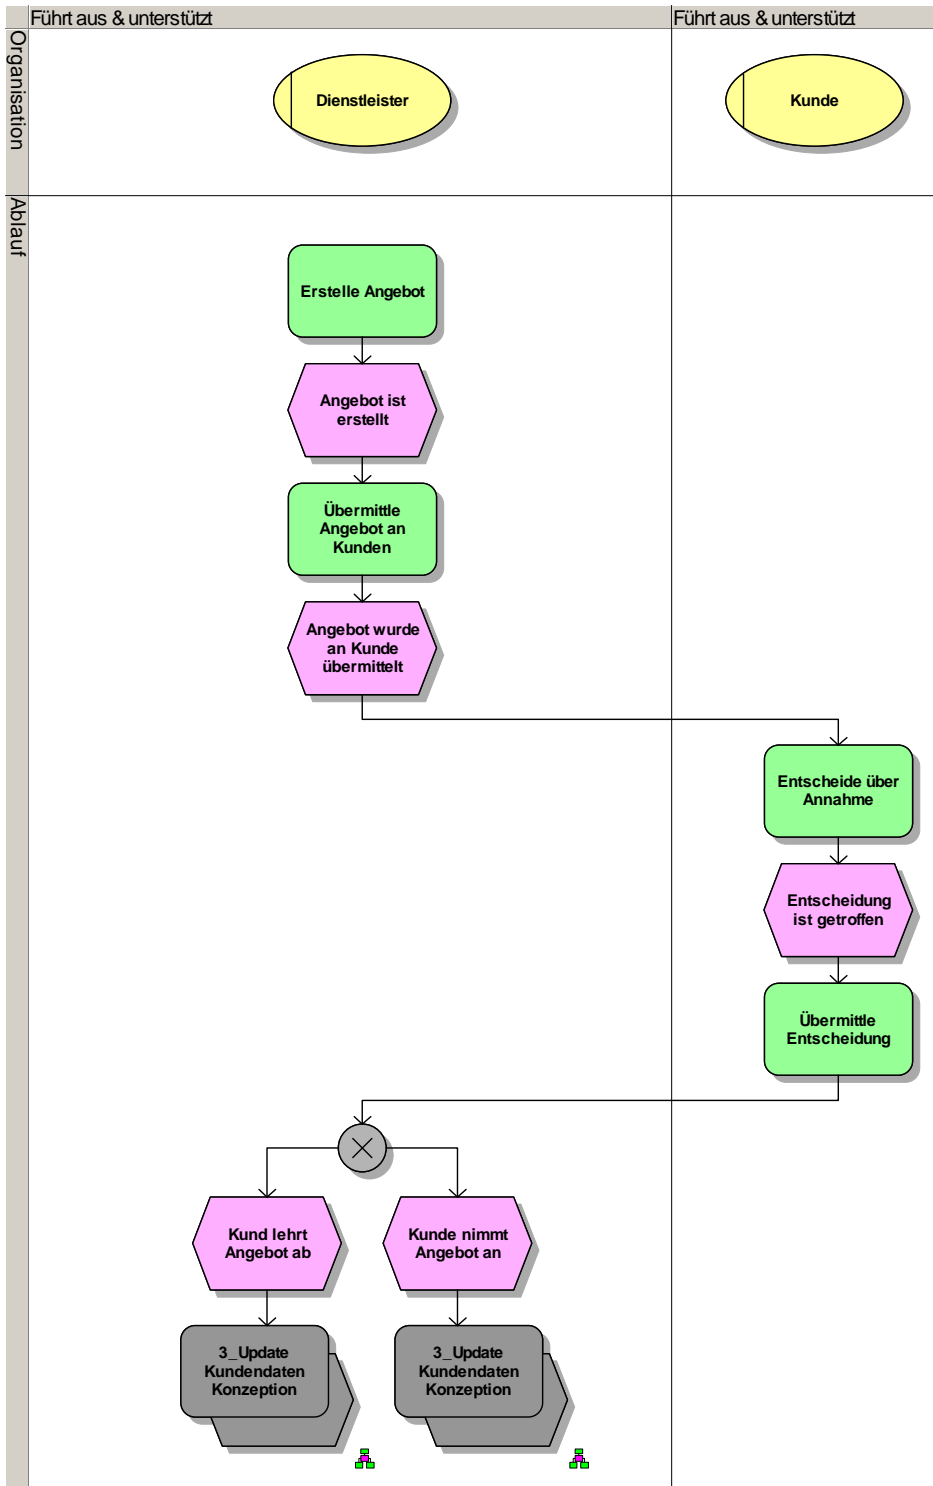 Führt aus & unterstützt
Führt aus & unterstützt
Organisation
Dienstleister
Kunde
Ablauf
Erstelle Angebot
Angebot ist
erstellt
Übermittle
Angebot an
Kunden
Angebot wurde
an Kunde
übermittelt
Entscheide über
Annahme
Entscheidung
ist getroffen
Übermittle
Entscheidung
Kund lehrt
Angebot ab
Kunde nimmt
Angebot an
3_Update
Kundendaten
Konzeption
3_Update
Kundendaten
Konzeption